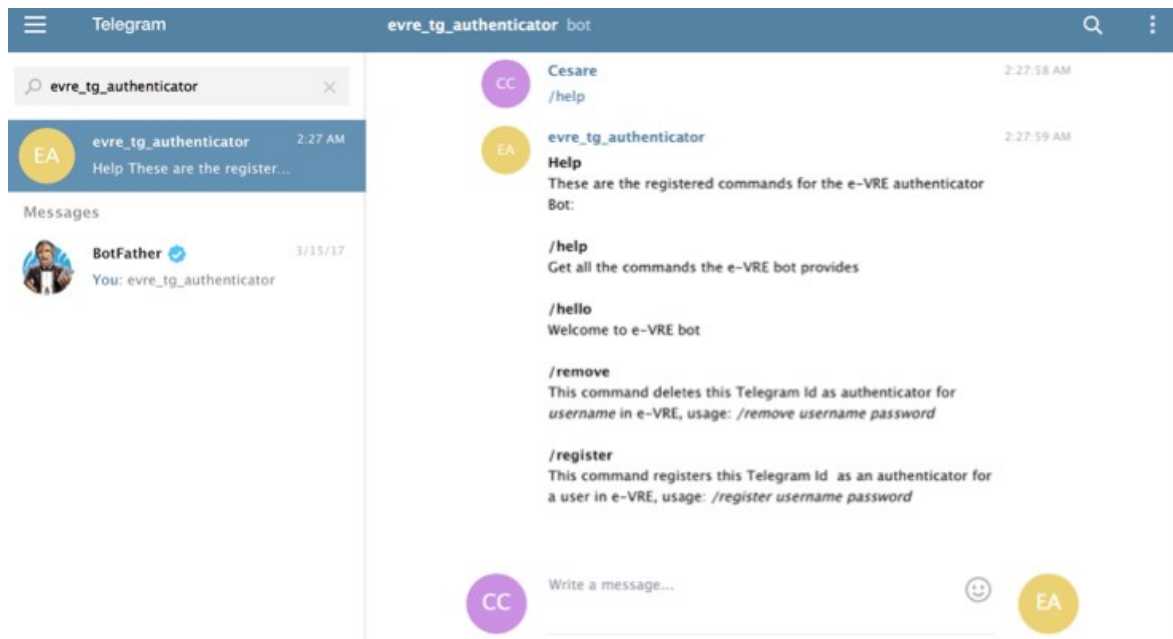 Telegram
evre_tg_authenticator bot
evre_tg_authenticator
EA
evre_tg_authenticator 2:27 AM
Help These are the register...
Messages
BotFather 3/15/17
You: evre_tg_authenticator
CC
Cesare 2:27:58 AM
/help
EA
evre_tg_authenticator 2:27:59 AM
Help
These are the registered commands for the e-VRE authenticator
Bot:
/help
Get all the commands the e-VRE bot provides
/hello
Welcome to e-VRE bot
/remove
This command deletes this Telegram Id as authenticator for
username in e-VRE, usage: /remove username password
/register
This command registers this Telegram Id as an authenticator for
a user in e-VRE, usage: /register username password
CC
Write a message...
EA